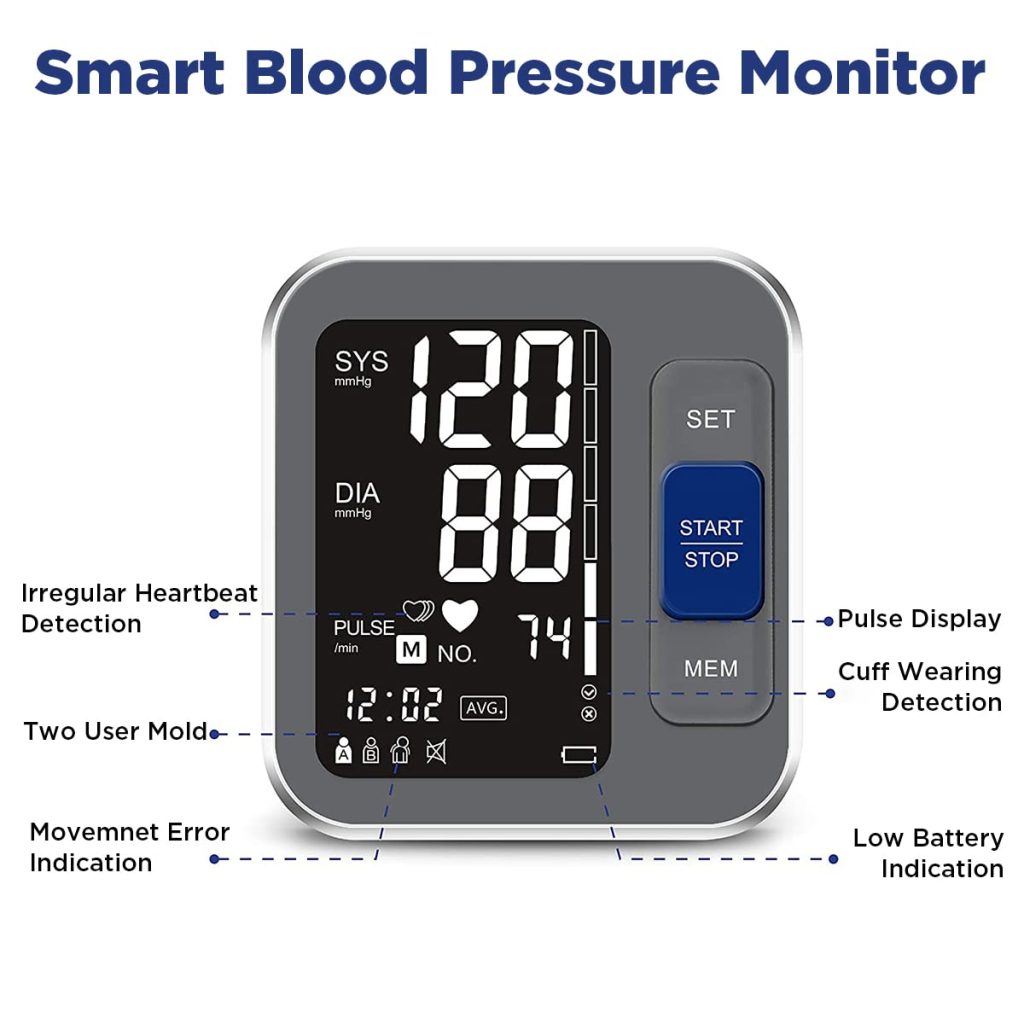 Smart Blood Pressure Monitor
SYS
mmHg
120
DIA
mmHg
88
PULSE
/min
M
NO.
74
12:02
AVG.
A
B
SET
START
STOP
MEM
Irregular Heartbeat
Detection
Two User Mold
Movemnet Error
Indication
Pulse Display
Cuff Wearing
Detection
Low Battery
Indication